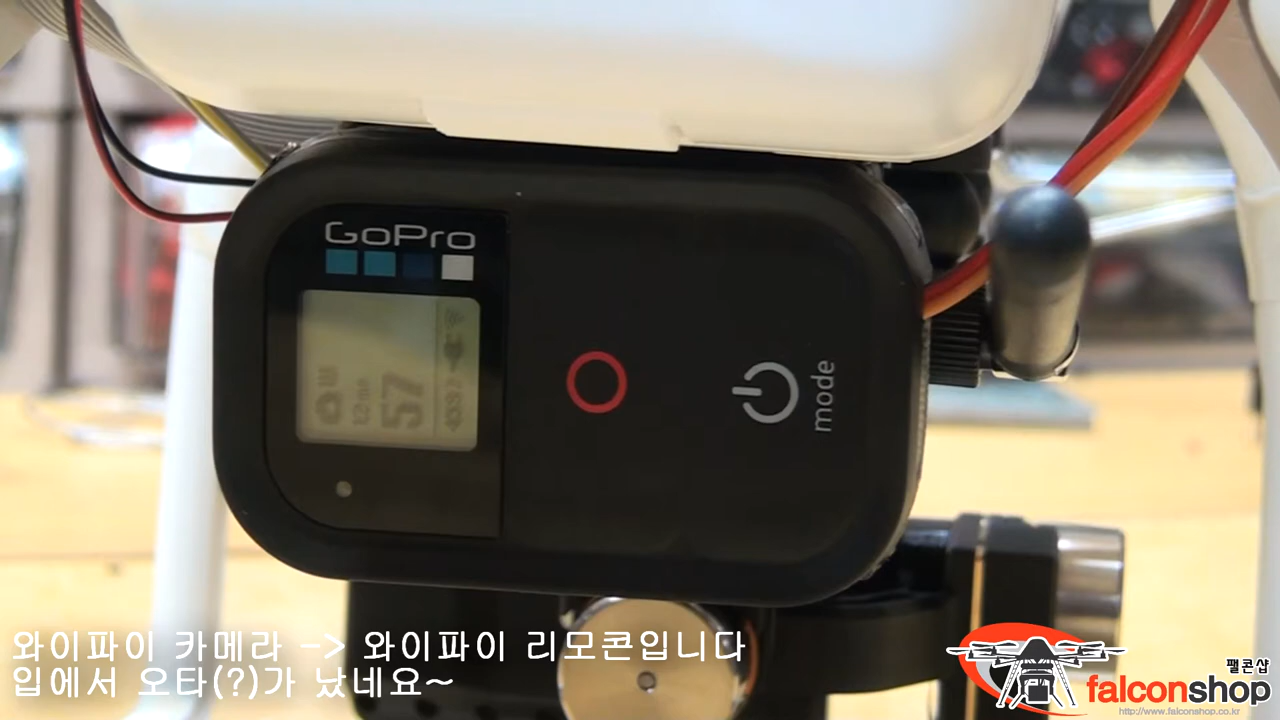 GoPro
57
mode
와이파이 카메라 -> 와이파이 리모콘입니다
입에서 오타(?)가 났네요~
팰콘샵
falconshop
http://www.falconshop.co.kr